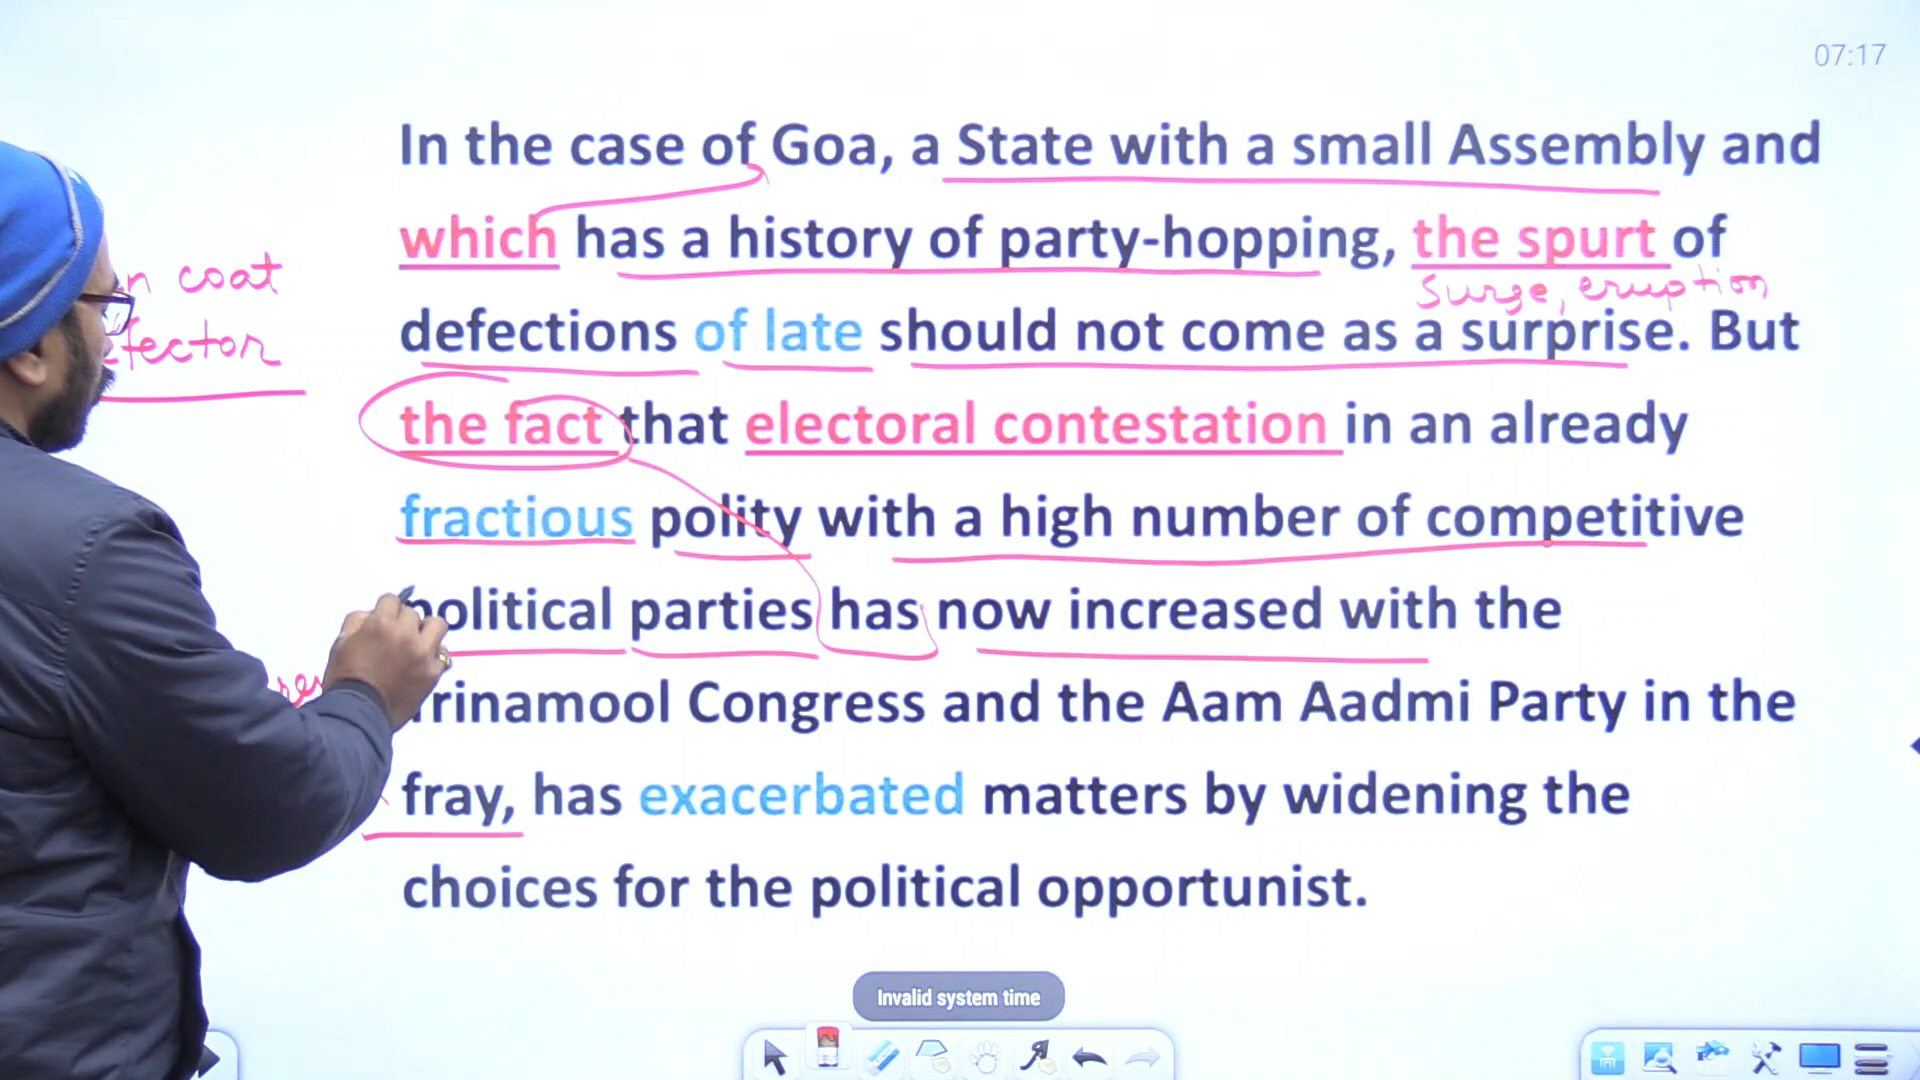 07:17
In the case of Goa, a State with a small Assembly and
which has a history of party-hopping, the spurt of
n coat
surge, eruption
defections of late should not come as a surprise. But
fector
the fact that electoral contestation in an already
fractious polity with a high number of competitive
political parties has now increased with the
Trinamool Congress and the Aam Aadmi Party in the
fray, has exacerbated matters by widening the
choices for the political opportunist.
Invalid system time